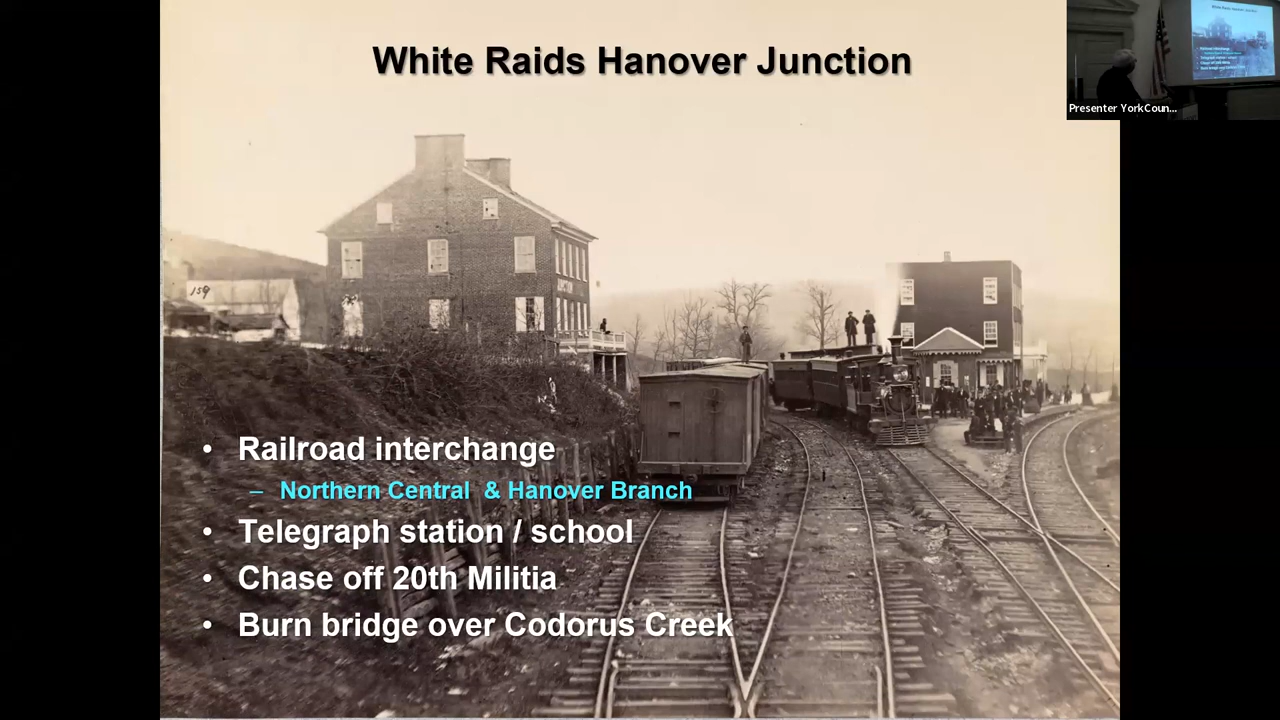 White Raids Hanover Junction
Presenter YorkCoun...
159
• Railroad interchange
– Northern Central & Hanover Branch
• Telegraph station / school
• Chase off 20th Militia
• Burn bridge over Codorus Creek